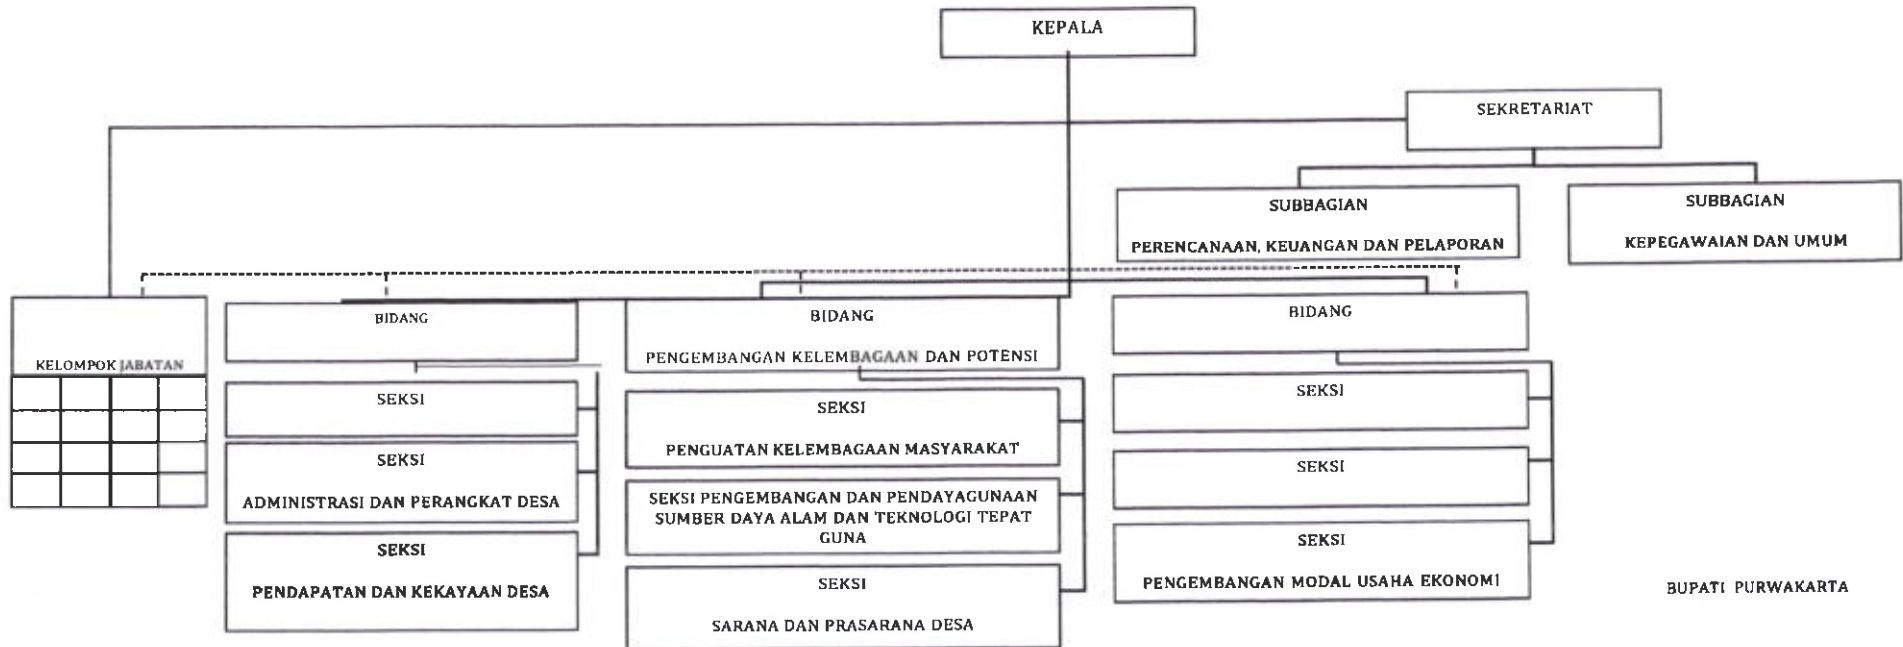 KEPALA
SEKRETARIAT
SUBBAGIAN
PERENCANAAN, KEUANGAN DAN PELAPORAN
SUBBAGIAN
KEPEGAWAIAN DAN UMUM
KELOMPOK JABATAN
BIDANG
SEKSI
SEKSI
ADMINISTRASI DAN PERANGKAT DESA
SEKSI
PENDAPATAN DAN KEKAYAAN DESA
BIDANG
PENGEMBANGAN KELEMBAGAAN DAN POTENSI
SEKSI
PENGUATAN KELEMBAGAAN MASYARAKAT
SEKSI PENGEMBANGAN DAN PENDAYAGUNAAN
SUMBER DAYA ALAM DAN TEKNOLOGI TEPAT
GUNA
SEKSI
SARANA DAN PRASARANA DESA
BIDANG
SEKSI
SEKSI
SEKSI
PENGEMBANGAN MODAL USAHA EKONOMI
BUPATI PURWAKARTA